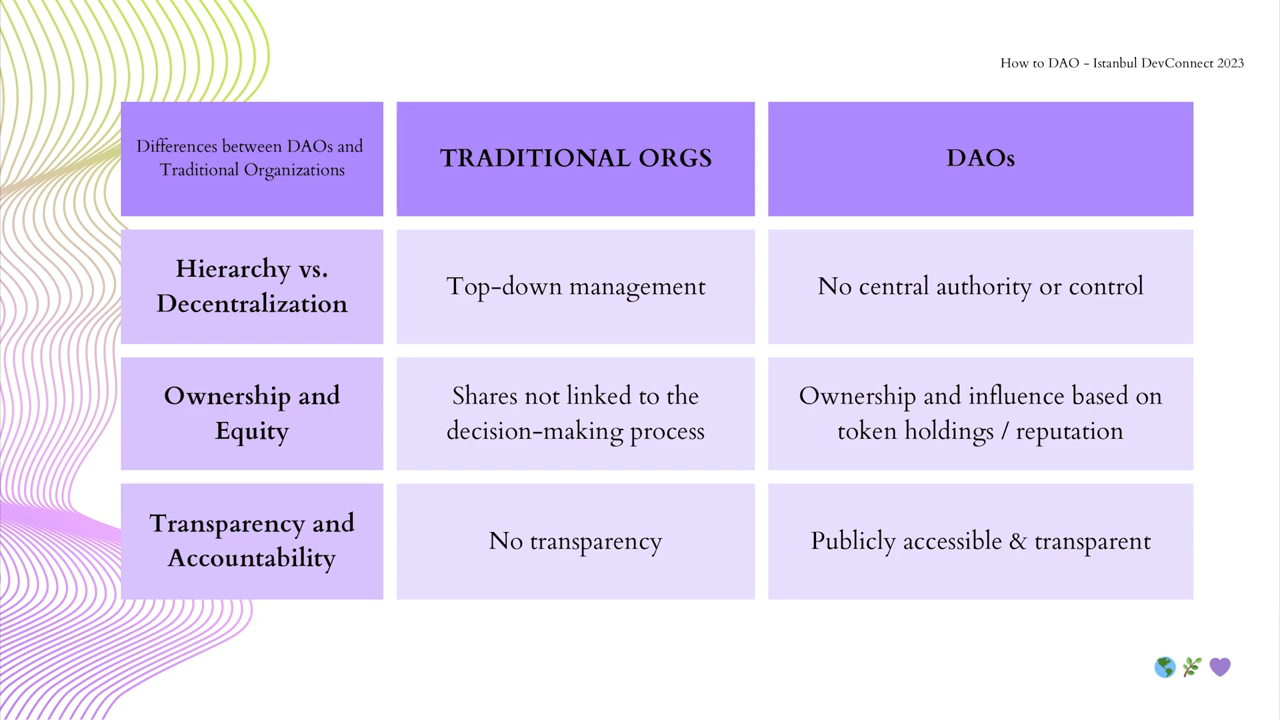 How to DAO - Istanbul DevConnect 2023
Differences between DAOs and
Traditional Organizations
TRADITIONAL ORGS
DAOs
Hierarchy vs.
Decentralization
Top-down management
No central authority or control
Ownership and
Equity
Shares not linked to the
decision-making process
Ownership and influence based on
token holdings / reputation
Transparency and
Accountability
No transparency
Publicly accessible & transparent